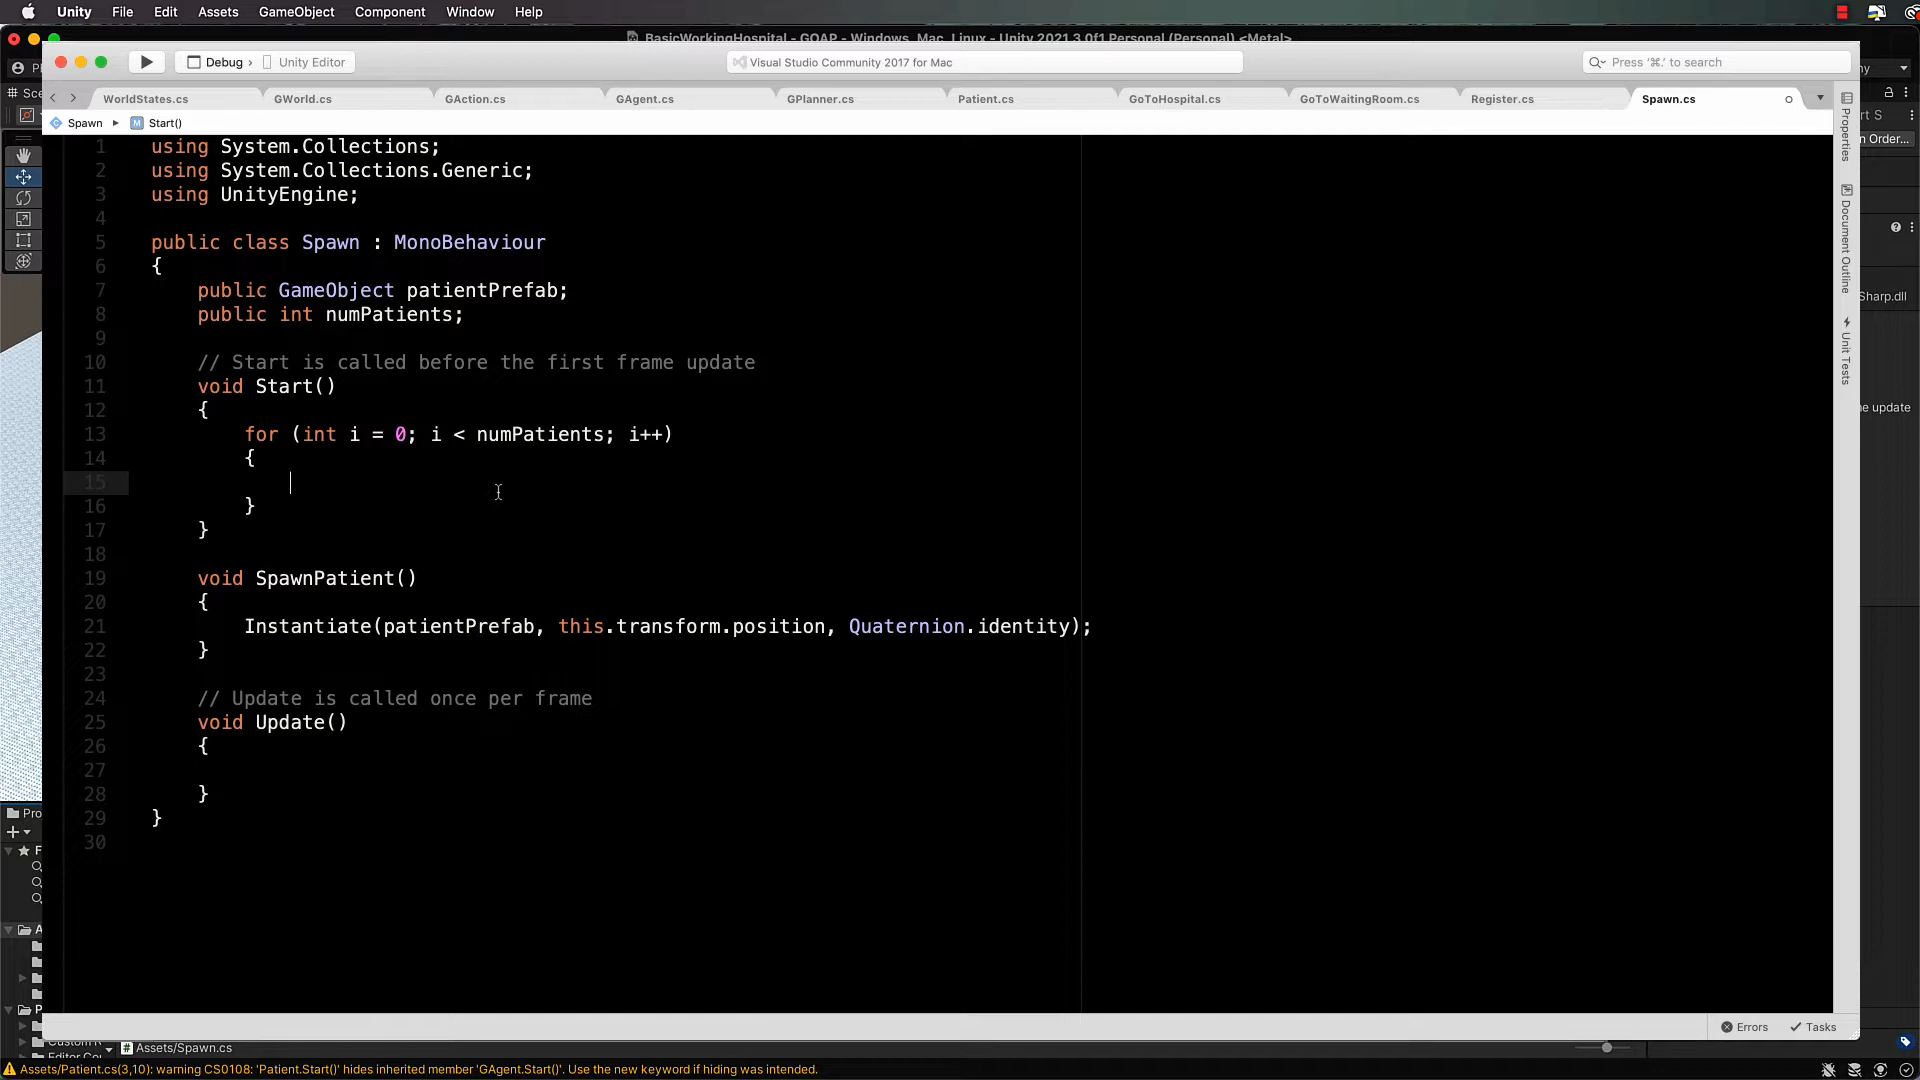 Unity File Edit Assets GameObject Component Window Help
BasicWorkingHospital - GOAP - Windows, Mac, Linux - Unity 2021.3.0f1 Personal (Personal) <Metal>
Debug Unity Editor
Visual Studio Community 2017 for Mac
Press '⌘.' to search
WorldStates.cs GWorld.cs GAction.cs GAgent.cs GPlanner.cs Patient.cs GoToHospital.cs GoToWaitingRoom.cs Register.cs Spawn.cs
Spawn Start()
1 using System.Collections;
2 using System.Collections.Generic;
3 using UnityEngine;
4
5 public class Spawn : MonoBehaviour
6 {
7 public GameObject patientPrefab;
8 public int numPatients;
9
10 // Start is called before the first frame update
11 void Start()
12 {
13 for (int i = 0; i < numPatients; i++)
14 {
15
16 }
17 }
18
19 void SpawnPatient()
20 {
21 Instantiate(patientPrefab, this.transform.position, Quaternion.identity);
22 }
23
24 // Update is called once per frame
25 void Update()
26 {
27
28 }
29 }
30
Properties
Document Outline
Unit Tests
n Order...
Sharp.dll
ne update
Errors Tasks
Assets/Spawn.cs
Assets/Patient.cs(3,10): warning CS0108: 'Patient.Start()' hides inherited member 'GAgent.Start()'. Use the new keyword if hiding was intended.